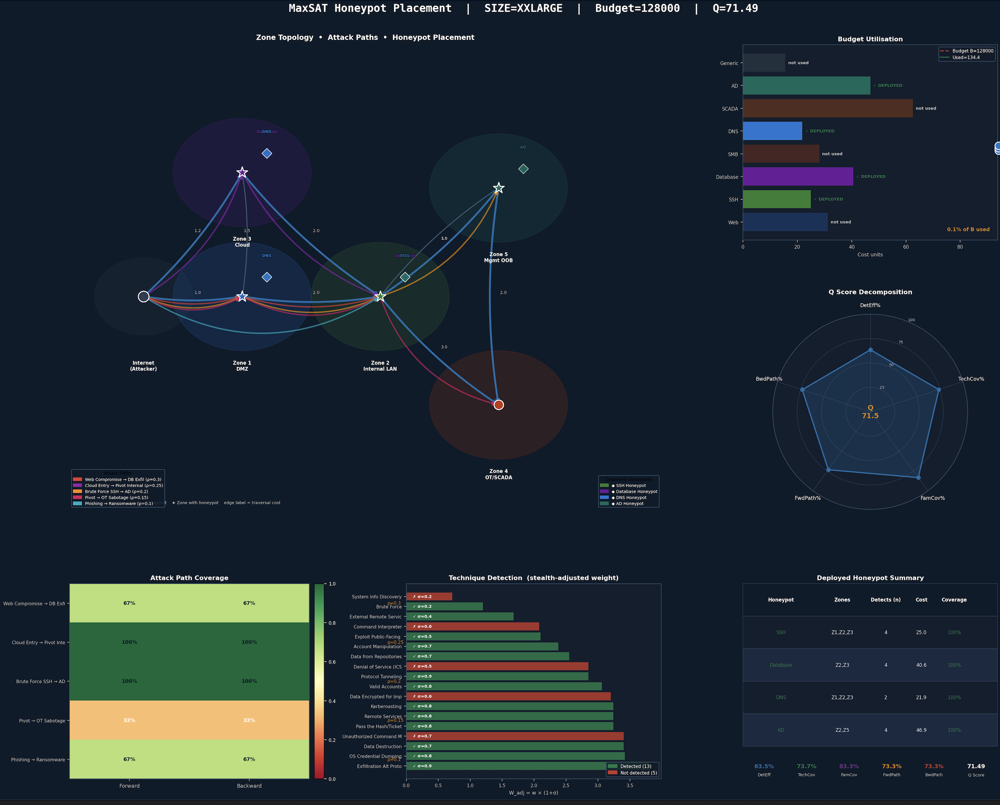 MaxSAT Honeypot Placement | SIZE=XXLARGE | Budget=128000 | Q=71.49
Zone Topology • Attack Paths • Honeypot Placement
DNS
AD
1.2
1.5
2.0
Zone 3
Cloud
Zone 5
Mgmt OOB
DNS
1.0
2.0
2.0
3.0
Internet
(Attacker)
Zone 1
DMZ
Zone 2
Internal LAN
Zone 4
OT/SCADA
Attack Paths
Web Compromise → DB Exfil (ρ=0.3)
Cloud Entry → Pivot Internal (ρ=0.25)
Brute Force SSH → AD (ρ=0.2)
Pivot → OT Sabotage (ρ=0.15)
Phishing → Ransomware (ρ=0.1)
★ Zone with honeypot edge label = traversal cost
Deployed Honeypots
◆ SSH Honeypot
◆ Database Honeypot
◆ DNS Honeypot
◆ AD Honeypot
Budget Utilisation
Budget B=128000
Used=134.4
Generic not used
AD ✓ DEPLOYED
SCADA not used
DNS ✓ DEPLOYED
SMB not used
Database ✓ DEPLOYED
SSH ✓ DEPLOYED
Web not used
0.1% of B used
0 20 40 60 80
Cost units
Q Score Decomposition
DetEff%
100
75
50
25
BwdPath%
TechCov%
Q
71.5
FwdPath%
FamCov%
Attack Path Coverage
Web Compromise → DB Exfi 67% 67%
Cloud Entry → Pivot Inte 100% 100%
Brute Force SSH → AD 100% 100%
Pivot → OT Sabotage 33% 33%
Phishing → Ransomware 67% 67%
Forward Backward
1.0
0.8
0.6
0.4
0.2
0.0
ρ=0.3
ρ=0.25
ρ=0.2
ρ=0.15
ρ=0.1
Technique Detection (stealth-adjusted weight)
System Info Discovery ✗ σ=0.2
Brute Force ✓ σ=0.2
External Remote Servic ✓ σ=0.4
Command Interpreter ✗ σ=0.6
Exploit Public-Facing ✓ σ=0.5
Account Manipulation ✓ σ=0.7
Data from Repositories ✓ σ=0.7
Denial of Service (ICS ✗ σ=0.5
Protocol Tunneling ✓ σ=0.9
Valid Accounts ✓ σ=0.8
Data Encrypted for Imp ✗ σ=0.6
Kerberoasting ✓ σ=0.8
Remote Services ✓ σ=0.8
Pass the Hash/Ticket ✓ σ=0.8
Unauthorized Command M ✗ σ=0.7
Data Destruction ✓ σ=0.7
OS Credential Dumping ✓ σ=0.8
Exfiltration Alt Proto ✓ σ=0.9
Detected (13)
Not detected (5)
0.0 0.5 1.0 1.5 2.0 2.5 3.0 3.5
W_adj = w × (1+σ)
Deployed Honeypot Summary
Honeypot Zones Detects (n) Cost Coverage
SSH Z1,Z2,Z3 4 25.0 100%
Database Z2,Z3 4 40.6 100%
DNS Z1,Z2,Z3 2 21.9 100%
AD Z2,Z5 4 46.9 100%
63.5% 73.7% 83.3% 73.3% 73.3% 71.49
DetEff TechCov FamCov FwdPath BwdPath Q Score